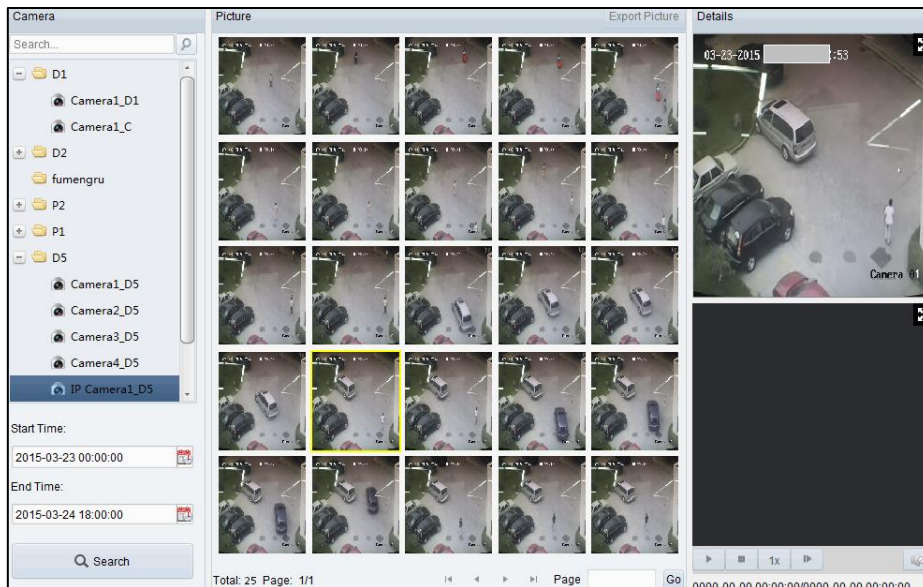 Camera
Search...
D1
Camera1_D1
Camera1_C
D2
fumengru
P2
P1
D5
Camera1_D5
Camera2_D5
Camera3_D5
Camera4_D5
IP Camera1_D5
Start Time:
2015-03-23 00:00:00
End Time:
2015-03-24 18:00:00
Search
Picture
Export Picture
Total: 25 Page: 1/1
Page
Go
Details
03-23-2015 :53
Camera 01
1x